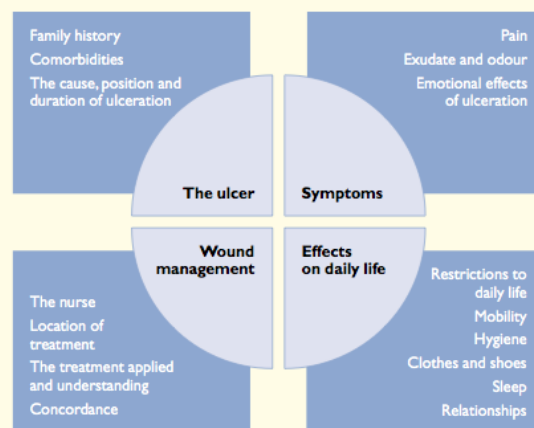 Family history
Comorbidities
The cause, position and
duration of ulceration
Pain
Exudate and odour
Emotional effects
of ulceration
The ulcer
Symptoms
Wound
management
Effects
on daily life
The nurse
Location of
treatment
The treatment applied
and understanding
Concordance
Restrictions to
daily life
Mobility
Hygiene
Clothes and shoes
Sleep
Relationships